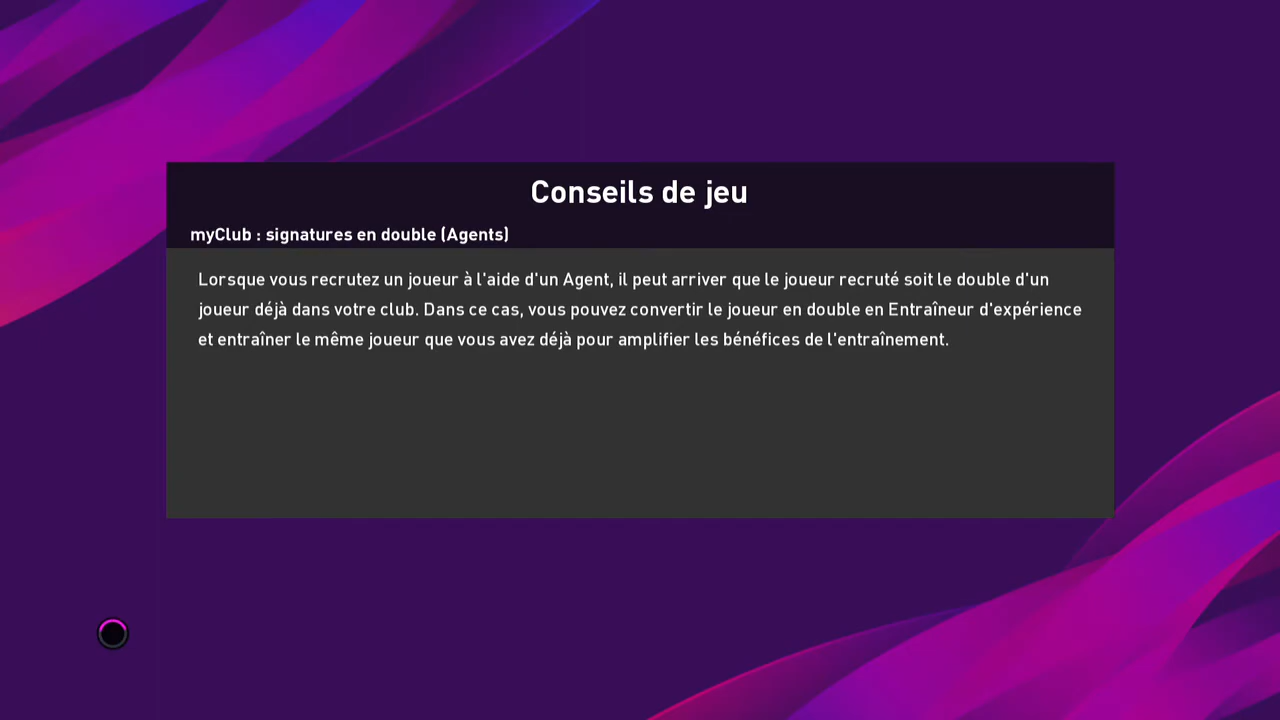 Conseils de jeu
myClub : signatures en double (Agents)
Lorsque vous recrutez un joueur à l'aide d'un Agent, il peut arriver que le joueur recruté soit le double d'un
joueur déjà dans votre club. Dans ce cas, vous pouvez convertir le joueur en double en Entraîneur d'expérience
et entraîner le même joueur que vous avez déjà pour amplifier les bénéfices de l'entraînement.